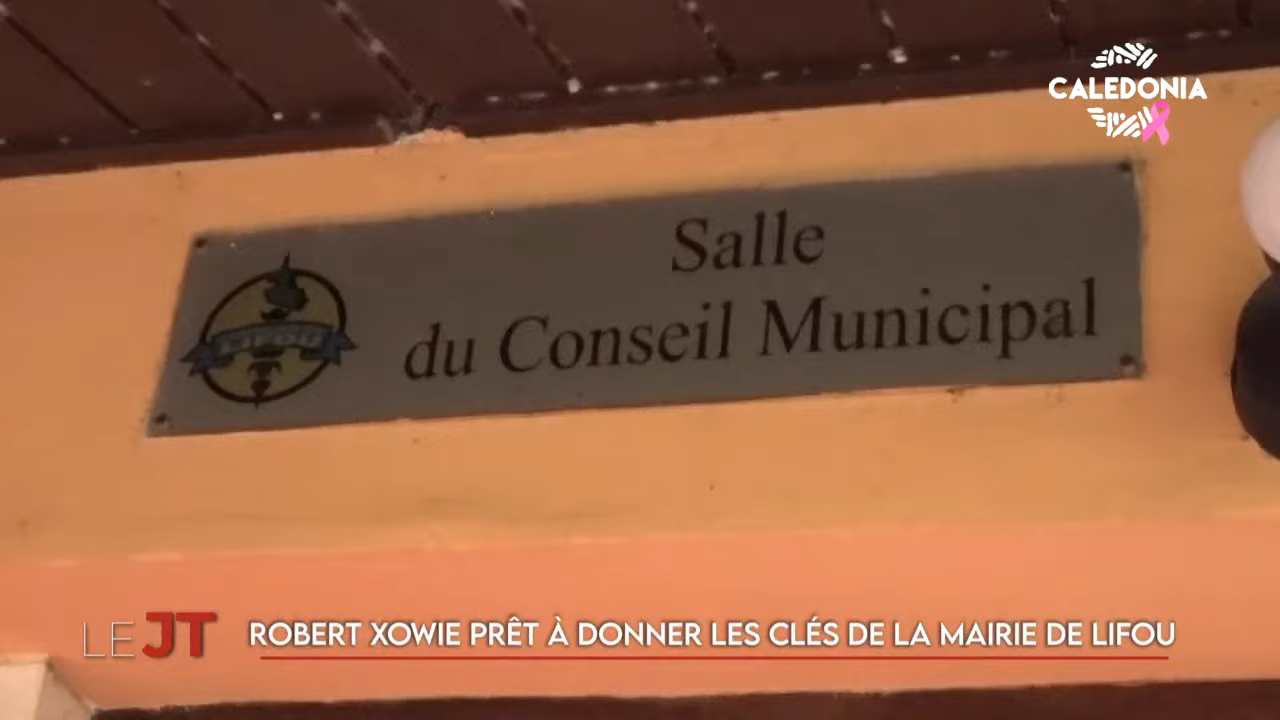 CALEDONIA
Salle
du Conseil Municipal
LIFOU
LE JT ROBERT XOWIE PRÊT À DONNER LES CLÉS DE LA MAIRIE DE LIFOU